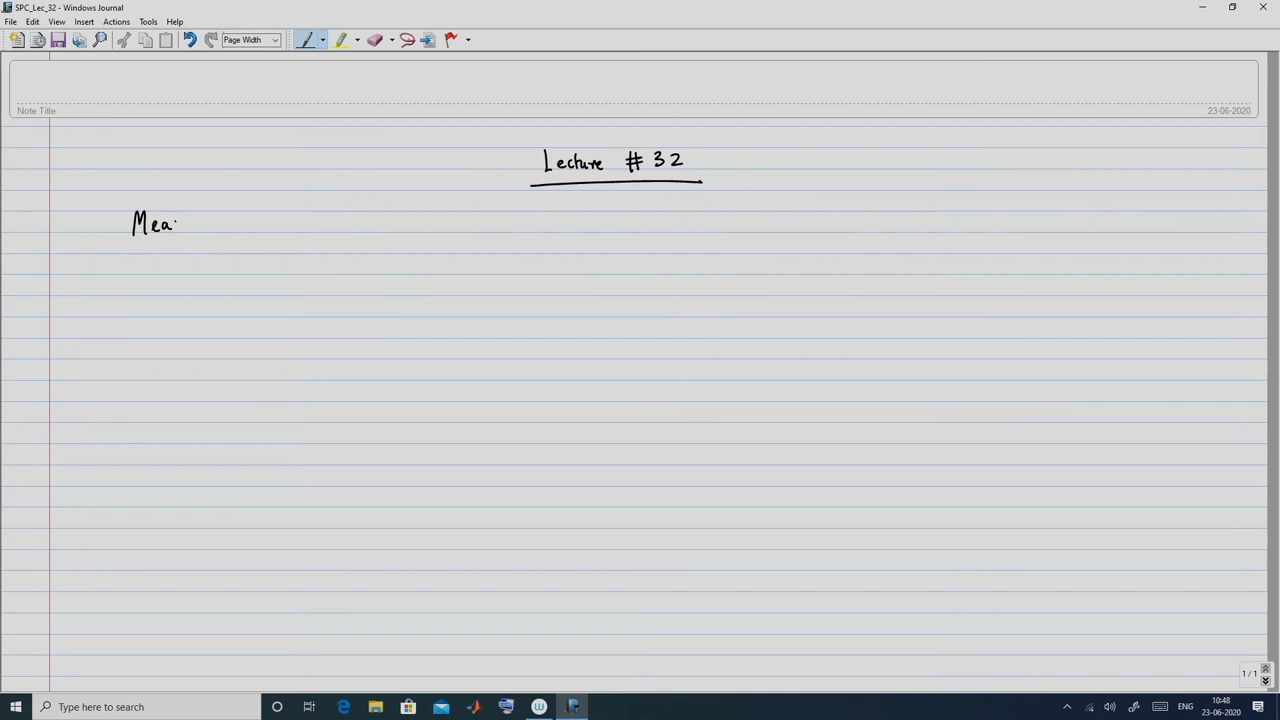 SPC_Lec_32 - Windows Journal
File Edit View Insert Actions Tools Help
Page Width
Note Title
23-06-2020
Lecture # 32
Mea
1 / 1
Type here to search
ENG
10:48
23-06-2020